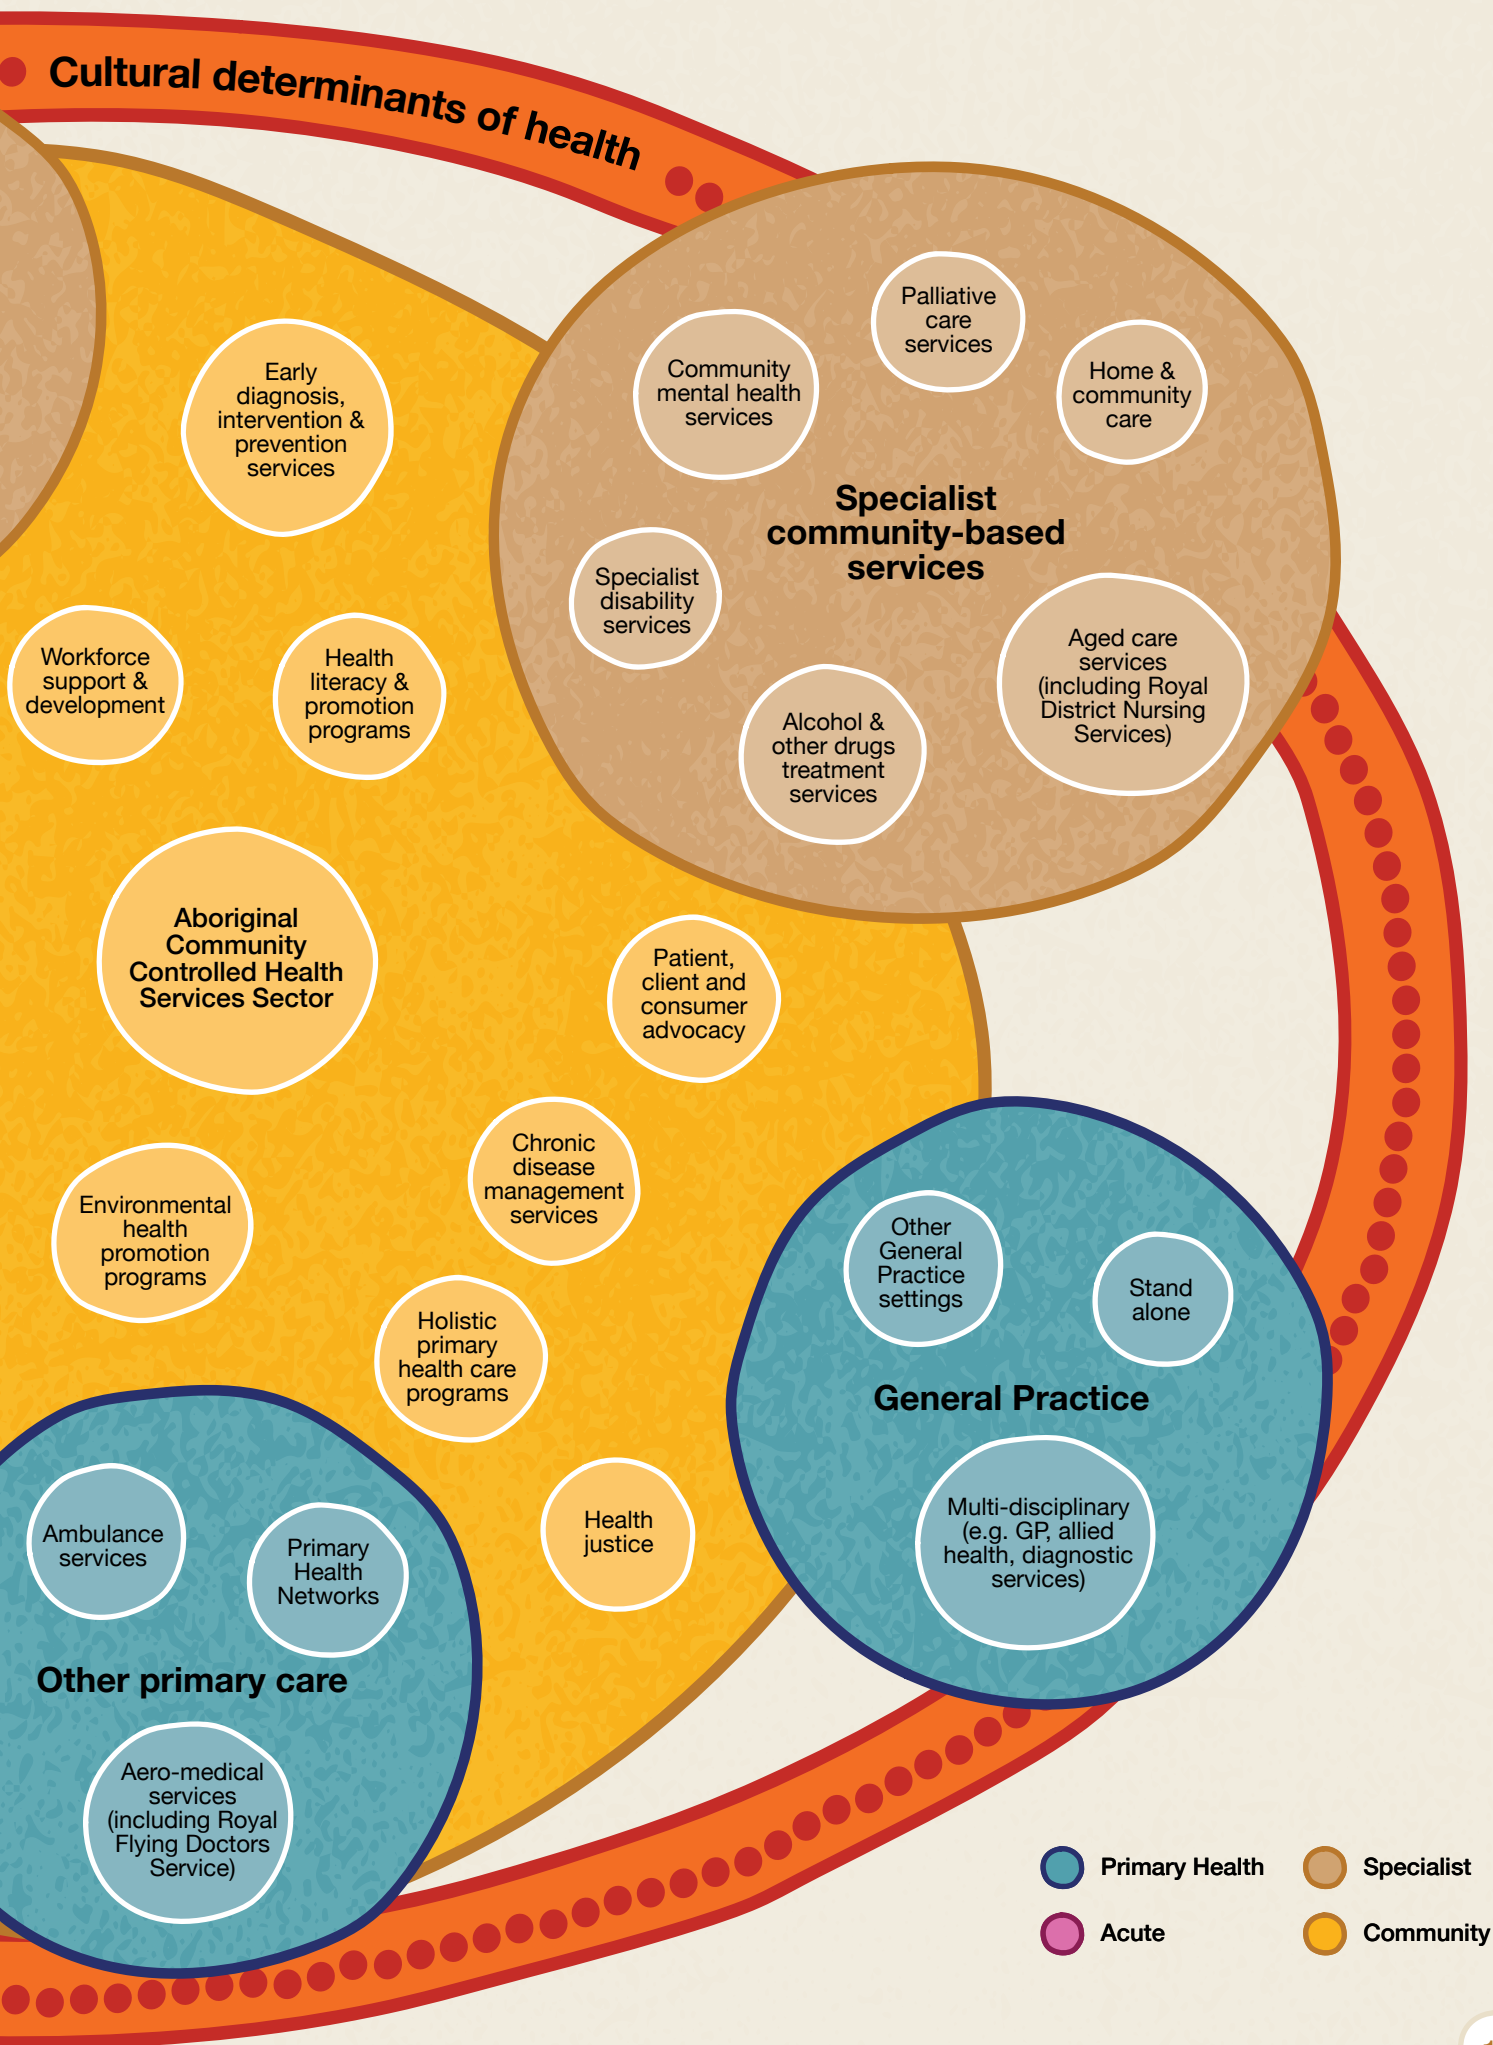 Cultural determinants of health
Palliative
care
services
Community
mental health
services
Home &
community
care
Specialist
community-based
services
Specialist
disability
services
Aged care
services
(including Royal
District Nursing
Services)
Alcohol &
other drugs
treatment
services
Early
diagnosis,
intervention &
prevention
services
Workforce
support &
development
Health
literacy &
promotion
programs
Aboriginal
Community
Controlled Health
Services Sector
Patient,
client and
consumer
advocacy
Chronic
disease
management
services
Environmental
health
promotion
programs
Holistic
primary
health care
programs
Health
justice
Other
General
Practice
settings
Stand
alone
General Practice
Multi-disciplinary
(e.g. GP, allied
health, diagnostic
services)
Ambulance
services
Primary
Health
Networks
Other primary care
Aero-medical
services
(including Royal
Flying Doctors
Service)
Primary Health
Specialist
Acute
Community